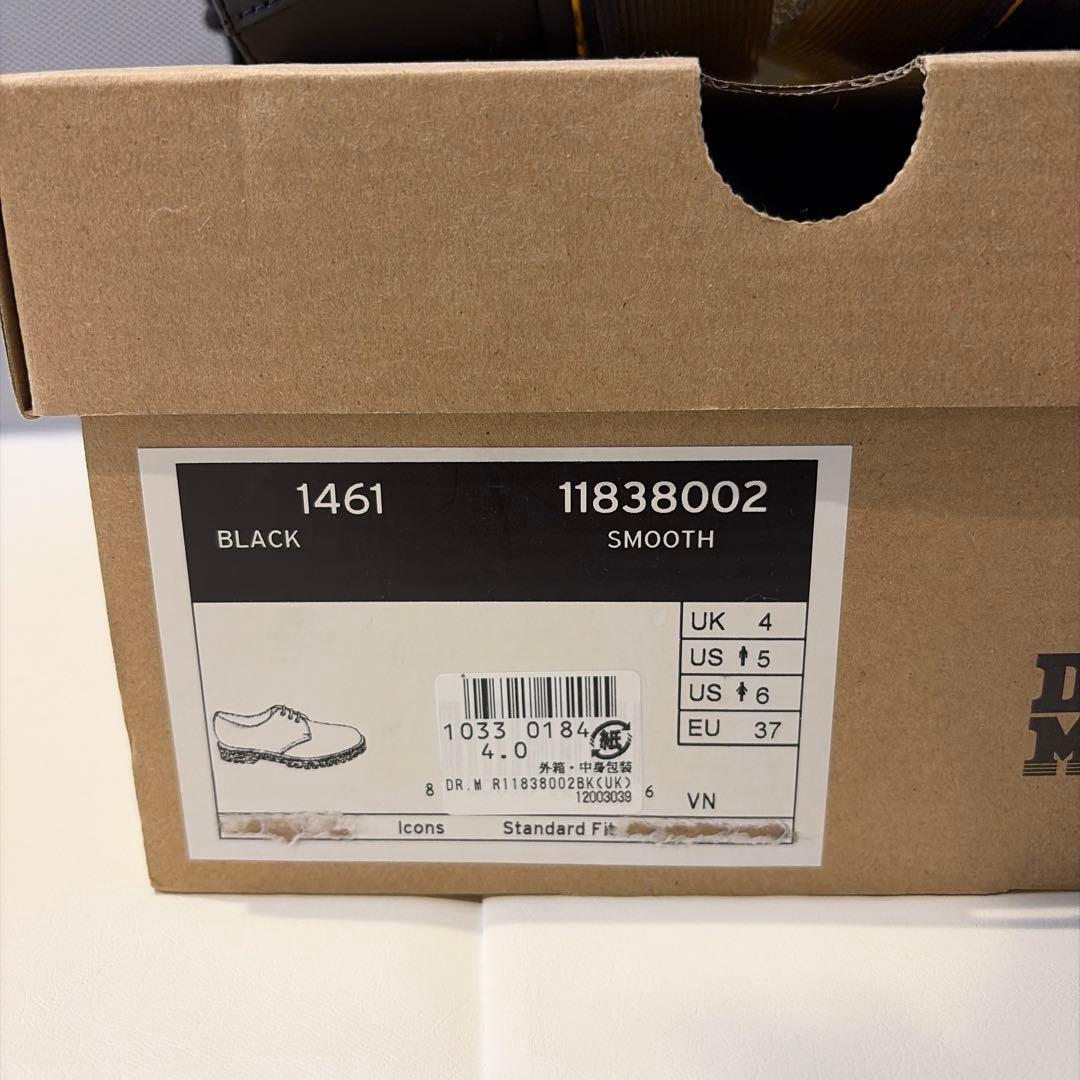 1461 11838002
BLACK SMOOTH
UK 4
US 5
US 6
EU 37
1033 0184
4.0
紙
外箱・中身包装
8 DR.M R11838002BK(UK) 6
12003039
VN
Icons Standard Fit
D
M